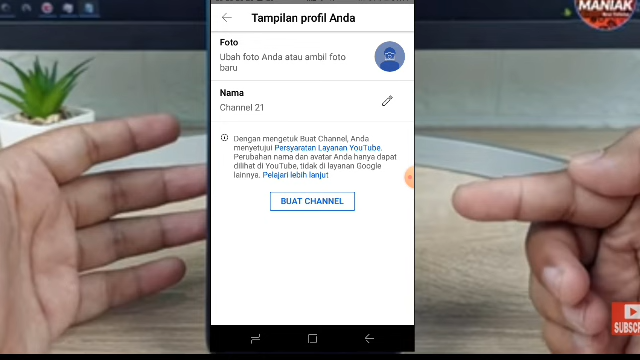 MANIAK
Tampilan profil Anda
Foto
Ubah foto Anda atau ambil foto
baru
Nama
Channel 21
Dengan mengetuk Buat Channel, Anda
menyetujui Persyaratan Layanan YouTube.
Perubahan nama dan avatar Anda hanya dapat
dilihat di YouTube, tidak di layanan Google
lainnya. Pelajari lebih lanjut
BUAT CHANNEL
SUBSC